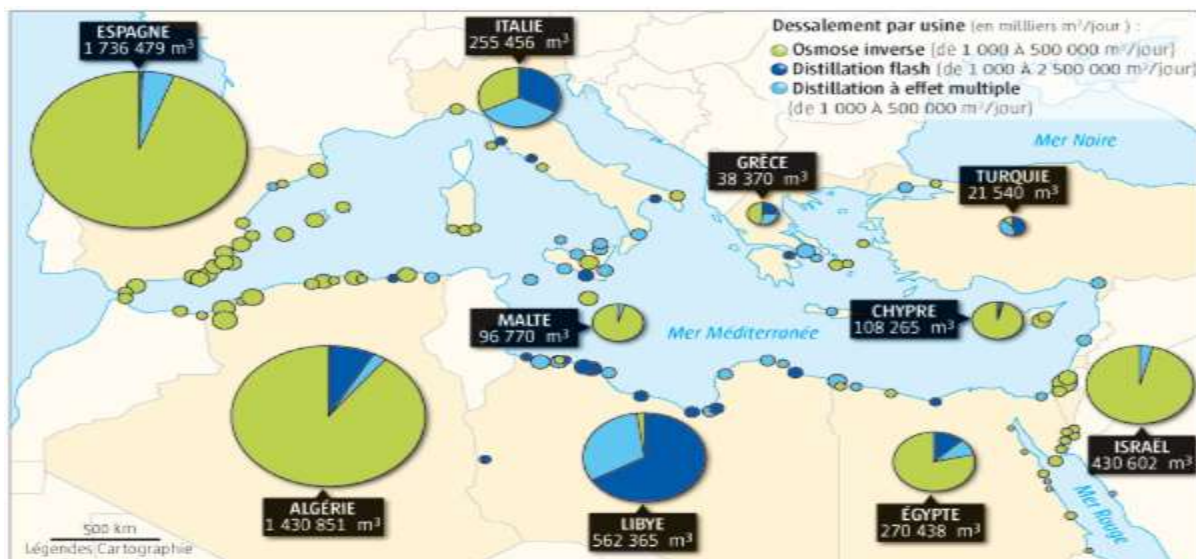 ESPAGNE
1 736 479 m³
ITALIE
255 456 m³
Dessalement par usine (en millliers m³/jour) :
Osmose inverse (de 1 000 À 500 000 m³/jour)
Distillation flash (de 1 000 À 2 500 000 m³/jour)
Distillation à effet multiple
(de 1 000 À 500 000 m³/jour)
Mer Noire
GRÈCE
38 370 m³
TURQUIE
21 540 m³
MALTE
96 770 m³
Mer Méditerranée
CHYPRE
108 265 m³
ISRAËL
430 602 m³
ALGÉRIE
1 430 851 m³
LIBYE
562 365 m³
ÉGYPTE
270 438 m³
Mer Rouge
500 km
Légendes Cartographie